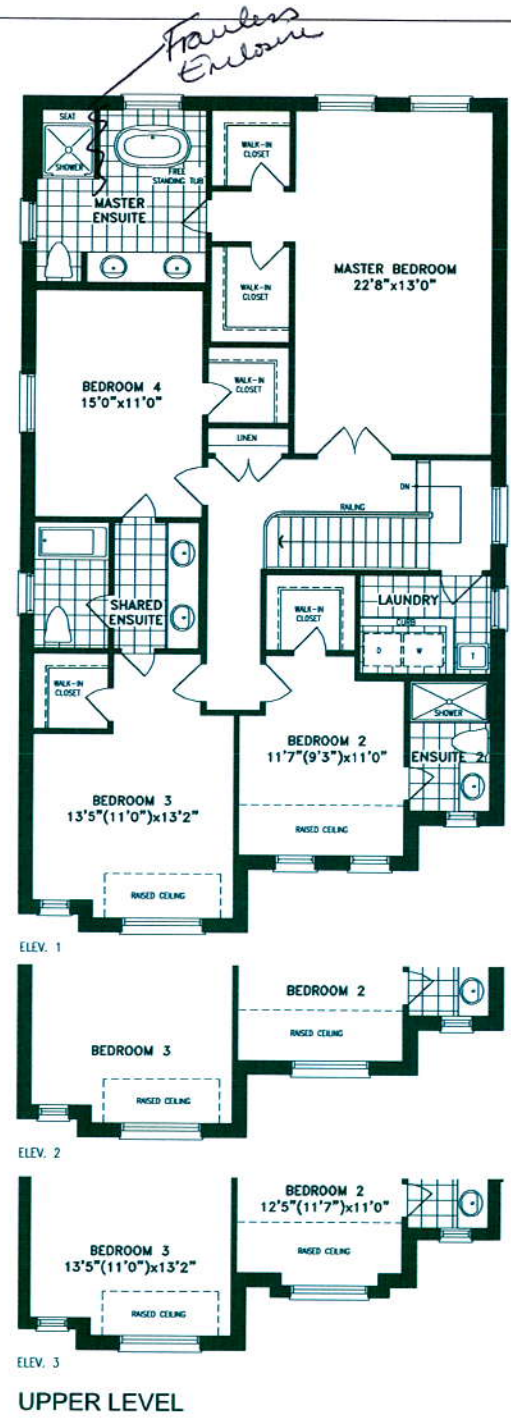 Frameless
Enclosure
SEAT
SHOWER
FREE
STANDING TUB
MASTER
ENSUITE
WALK-IN
CLOSET
WALK-IN
CLOSET
MASTER BEDROOM
22'8"x13'0"
BEDROOM 4
15'0"x11'0"
WALK-IN
CLOSET
LINEN
DN
RAILING
SHARED
ENSUITE
WALK-IN
CLOSET
LAUNDRY
CURB
D
W
T
WALK-IN
CLOSET
SHOWER
BEDROOM 2
11'7"(9'3")x11'0"
ENSUITE 2
BEDROOM 3
13'5"(11'0")x13'2"
RAISED CEILING
RAISED CEILING
ELEV. 1
BEDROOM 2
RAISED CEILING
BEDROOM 3
RAISED CEILING
ELEV. 2
BEDROOM 2
12'5"(11'7")x11'0"
RAISED CEILING
BEDROOM 3
13'5"(11'0")x13'2"
RAISED CEILING
ELEV. 3
UPPER LEVEL